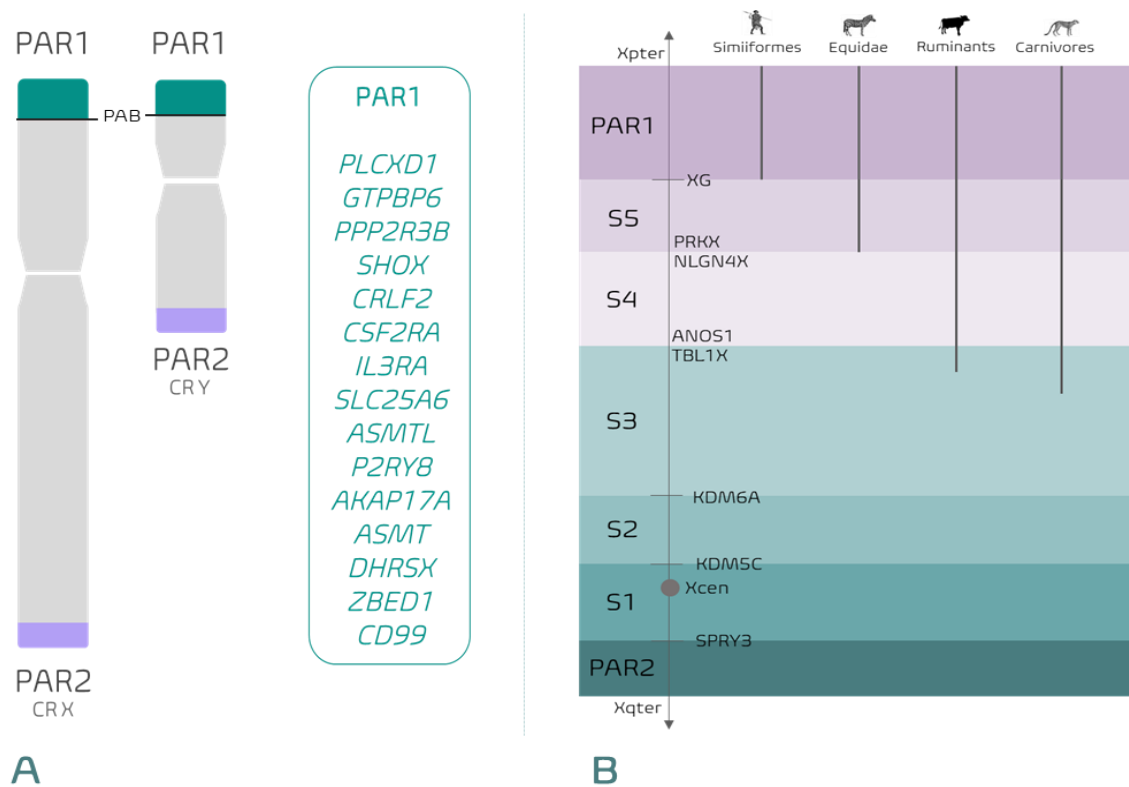 PAR1
PAR1
PAB
PAR2
CR Y
PAR2
CR X
PAR1
PLCXD1
GTPBP6
PPP2R3B
SHOX
CRLF2
CSF2RA
IL3RA
SLC25A6
ASMTL
P2RY8
AKAP17A
ASMT
DHRSX
ZBED1
CD99
A
Simiiformes
Equidae
Ruminants
Carnivores
Xpter
PAR1
XG
S5
PRKX
NLGN4X
S4
ANOS1
TBL1X
S3
KDM6A
S2
KDM5C
Xcen
S1
SPRY3
PAR2
Xqter
B